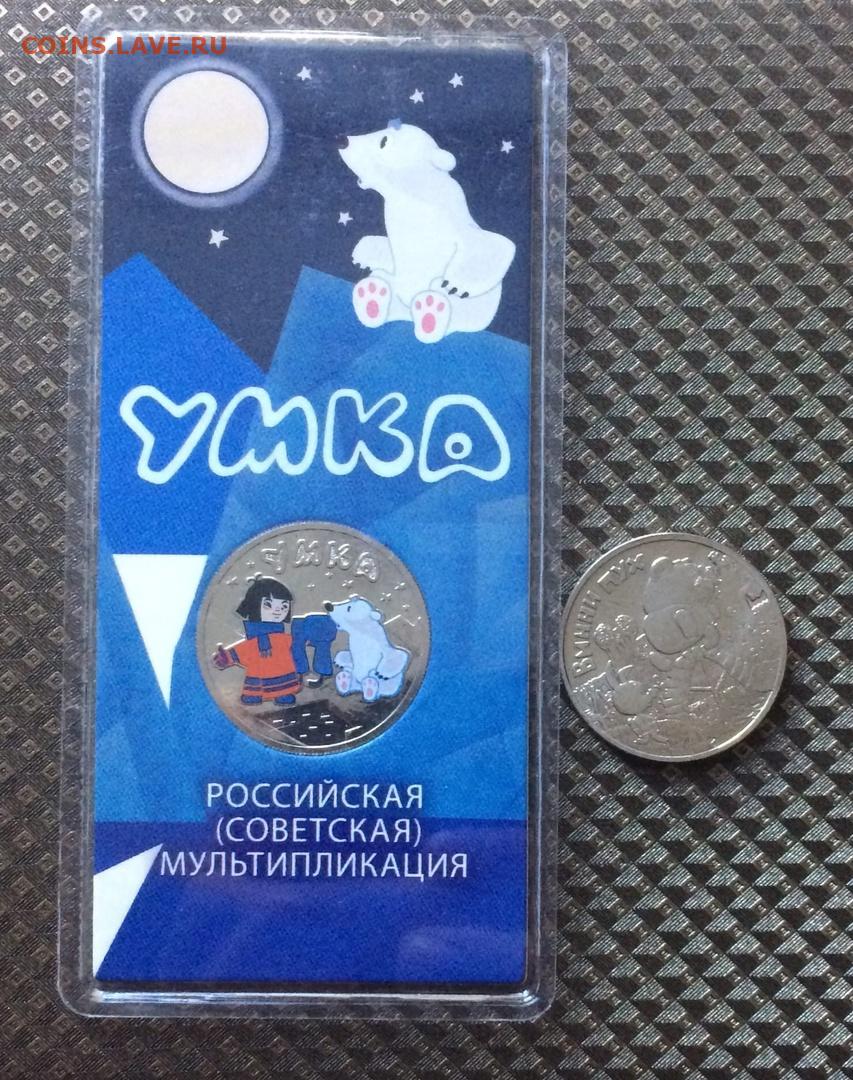 COINS.LAVE.RU
УМКА
УМКА
ВИННИ ПУХ
РОССИЙСКАЯ
(СОВЕТСКАЯ)
МУЛЬТИПЛИКАЦИЯ